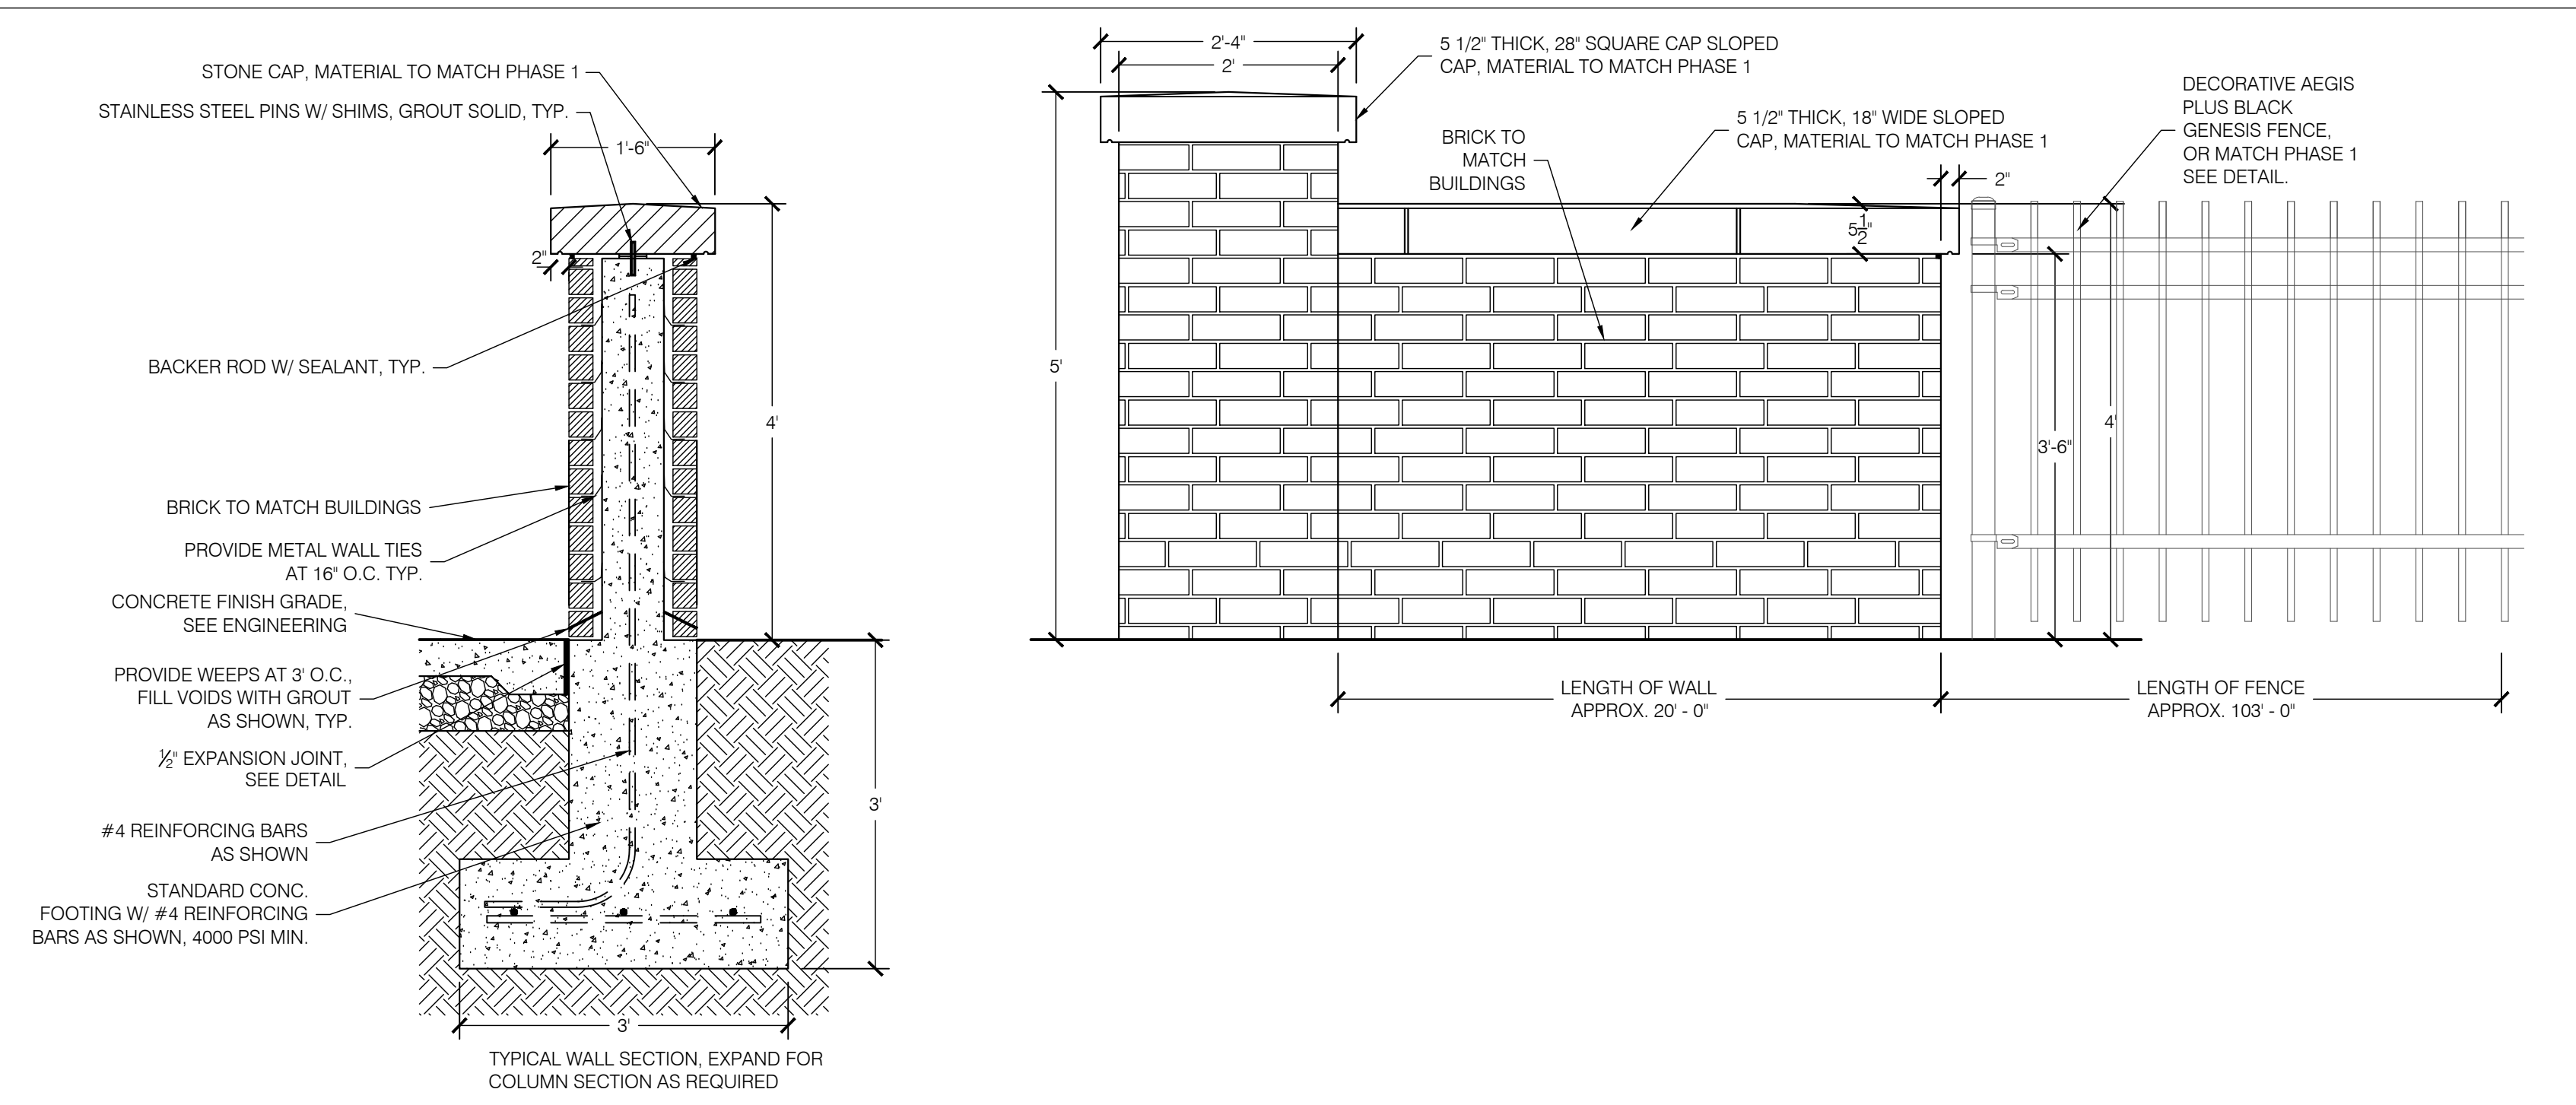 STONE CAP, MATERIAL TO MATCH PHASE 1
STAINLESS STEEL PINS W/ SHIMS, GROUT SOLID, TYP.
1'-6"
2"
BACKER ROD W/ SEALANT, TYP.
4'
BRICK TO MATCH BUILDINGS
PROVIDE METAL WALL TIES
AT 16" O.C. TYP.
CONCRETE FINISH GRADE,
SEE ENGINEERING
PROVIDE WEEPS AT 3' O.C.,
FILL VOIDS WITH GROUT
AS SHOWN, TYP.
½" EXPANSION JOINT,
SEE DETAIL
3'
#4 REINFORCING BARS
AS SHOWN
STANDARD CONC.
FOOTING W/ #4 REINFORCING
BARS AS SHOWN, 4000 PSI MIN.
3'
TYPICAL WALL SECTION, EXPAND FOR
COLUMN SECTION AS REQUIRED
2'-4"
2'
5 1/2" THICK, 28" SQUARE CAP SLOPED
CAP, MATERIAL TO MATCH PHASE 1
BRICK TO
MATCH
BUILDINGS
5 1/2" THICK, 18" WIDE SLOPED
CAP, MATERIAL TO MATCH PHASE 1
DECORATIVE AEGIS
PLUS BLACK
GENESIS FENCE,
OR MATCH PHASE 1
SEE DETAIL.
2"
5½"
5'
3'-6"
4'
LENGTH OF WALL
APPROX. 20' - 0"
LENGTH OF FENCE
APPROX. 103' - 0"